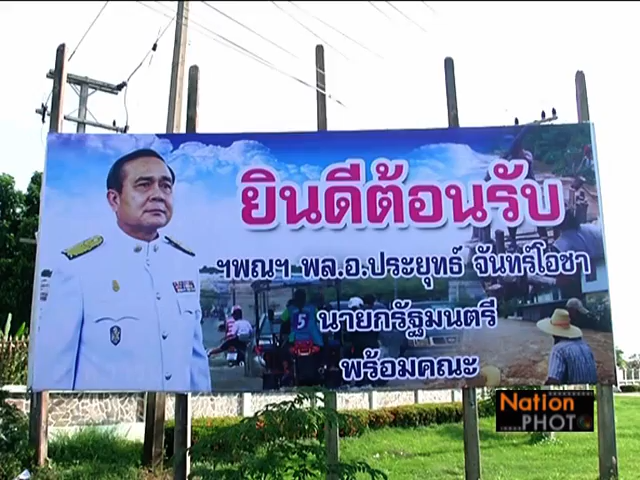 ยินดีต้อนรับ
ฯพณฯ พล.อ.ประยุทธ์ จันทร์โอชา
นายกรัฐมนตรี
พร้อมคณะ
5
Nation
PHOTO